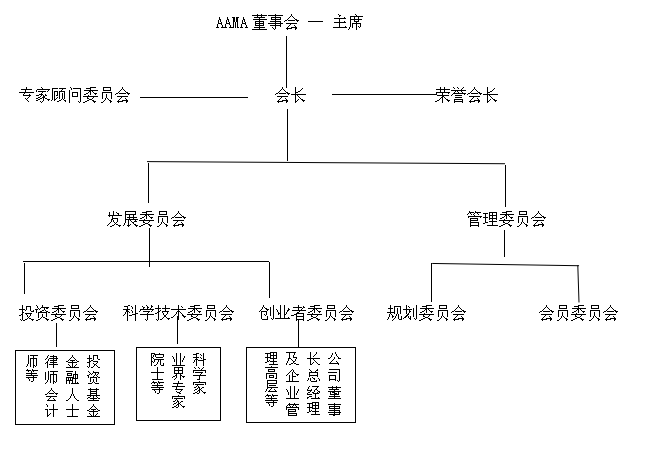 AAMA 董事会 — 主席
专家顾问委员会
会长
荣誉会长
发展委员会
管理委员会
投资委员会
科学技术委员会
创业者委员会
规划委员会
会员委员会
投资基金
金融人士
律师会计
师等
科学家
业界专家
院士等
公司董事
长总经理
及企业管
理高层等